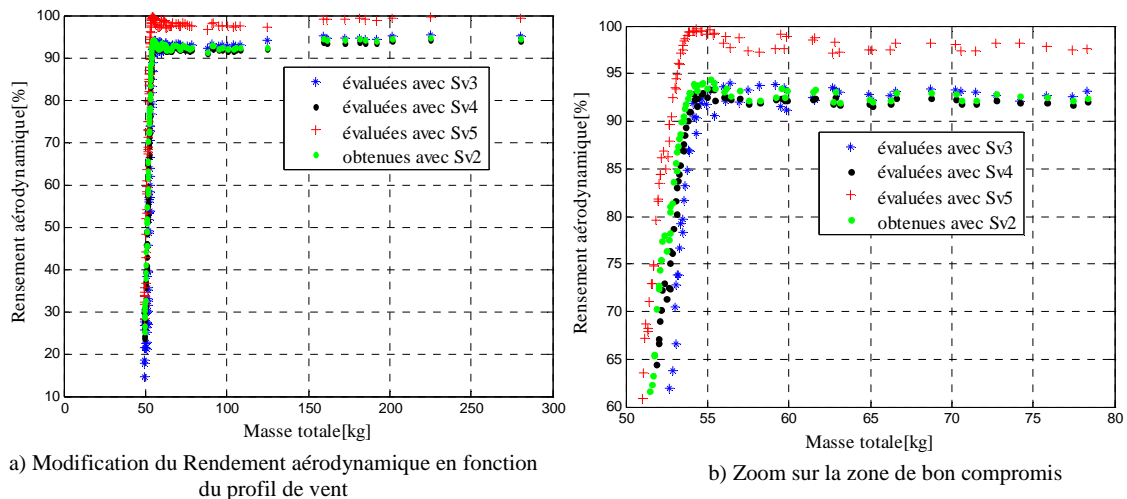 100
90
80
70
60
50
40
30
20
10
0
50
100
150
200
250
300
Rensement aérodynamique[%]
Masse totale[kg]
évaluées avec Sv3
évaluées avec Sv4
évaluées avec Sv5
obtenues avec Sv2
a) Modification du Rendement aérodynamique en fonction
du profil de vent
100
95
90
85
80
75
70
65
60
50
55
60
65
70
75
80
Rensement aérodynamique[%]
Masse totale[kg]
évaluées avec Sv3
évaluées avec Sv4
évaluées avec Sv5
obtenues avec Sv2
b) Zoom sur la zone de bon compromis